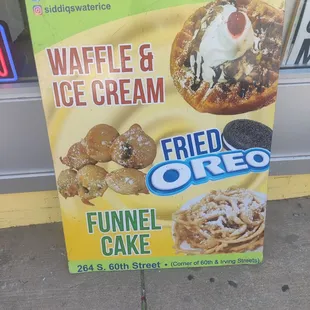 siddiqswaterice
WAFFLE &
ICE CREAM
FRIED
OREO
FUNNEL
CAKE
264 S. 60th Street • (Corner of 60th & Irving Streets)